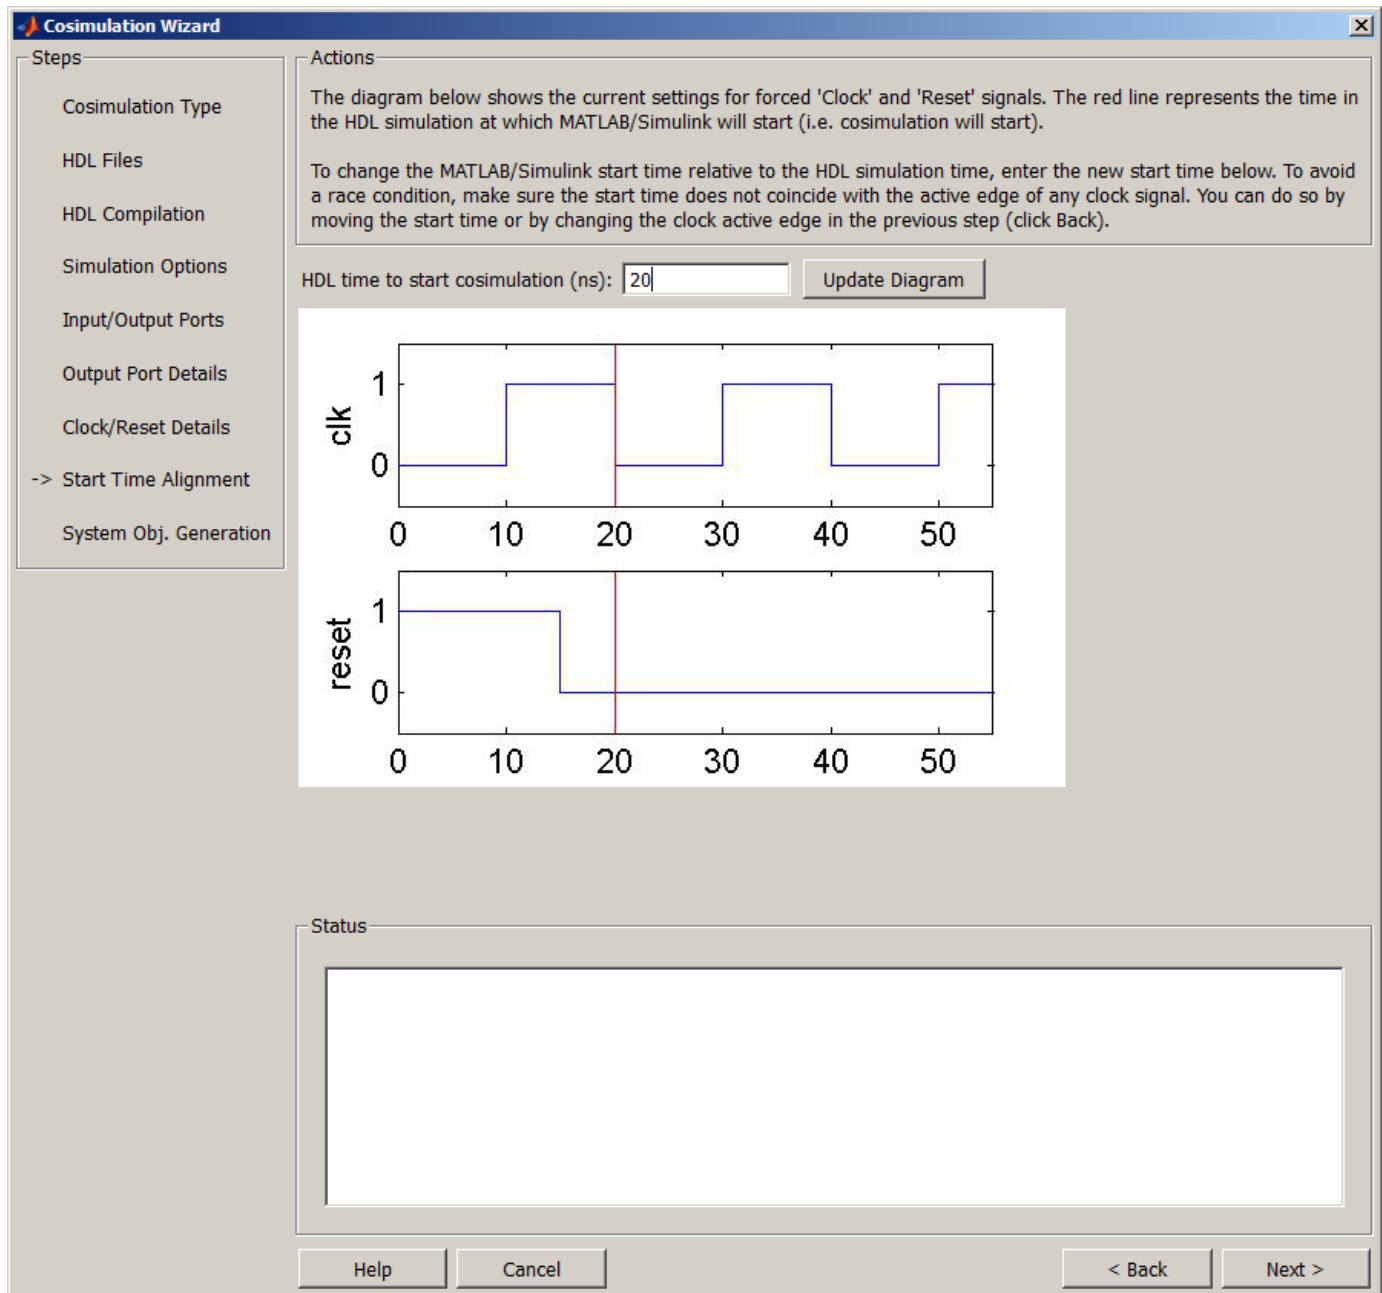 Cosimulation Wizard
Steps
Cosimulation Type
HDL Files
HDL Compilation
Simulation Options
Input/Output Ports
Output Port Details
Clock/Reset Details
-> Start Time Alignment
System Obj. Generation
Actions
The diagram below shows the current settings for forced 'Clock' and 'Reset' signals. The red line represents the time in
the HDL simulation at which MATLAB/Simulink will start (i.e. cosimulation will start).
To change the MATLAB/Simulink start time relative to the HDL simulation time, enter the new start time below. To avoid
a race condition, make sure the start time does not coincide with the active edge of any clock signal. You can do so by
moving the start time or by changing the clock active edge in the previous step (click Back).
HDL time to start cosimulation (ns): 20 Update Diagram
1
clk
0
0 10 20 30 40 50
1
reset
0
0 10 20 30 40 50
Status
Help Cancel < Back Next >